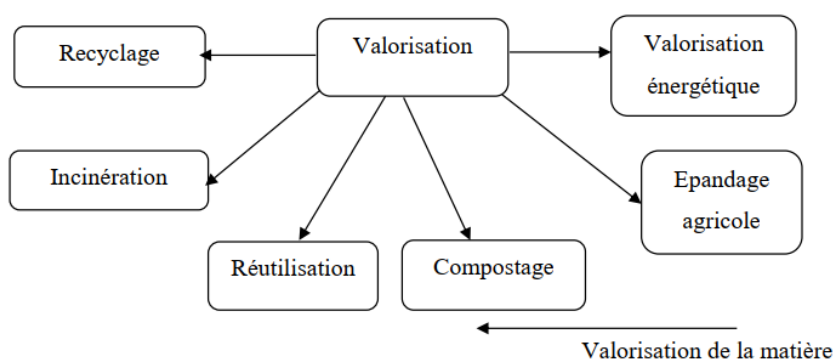 Recyclage
Valorisation
Valorisation
énergétique
Incinération
Epandage
agricole
Réutilisation
Compostage
Valorisation de la matière